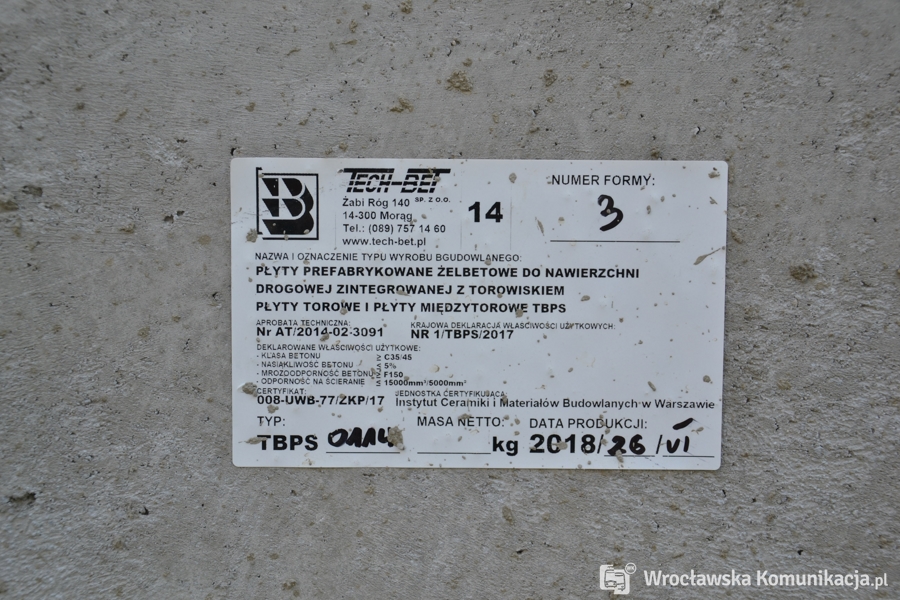 B
TECH-BET
SP. Z O.O.
Żabi Róg 140
14-300 Morąg
Tel.: (089) 757 14 60
www.tech-bet.pl
14
NUMER FORMY:
3
NAZWA I OZNACZENIE TYPU WYROBU BGUDOWLANEGO:
PŁYTY PREFABRYKOWANE ŻELBETOWE DO NAWIERZCHNI
DROGOWEJ ZINTEGROWANEJ Z TOROWISKIEM
PŁYTY TOROWE I PŁYTY MIĘDZYTOROWE TBPS
APROBATA TECHNICZNA: KRAJOWA DEKLARACJA WŁAŚCIWOŚCI UŻYTKOWYCH:
Nr AT/2014-02-3091 NR 1/TBPS/2017
DEKLAROWANE WŁAŚCIWOŚCI UŻYTKOWE:
- KLASA BETONU ≥ C35/45
- NASIĄKLIWOŚĆ BETONU ≤ 5%
- MROZOODPORNOŚĆ BETONU F150
- ODPORNOŚĆ NA ŚCIERANIE 15000mm³/5000mm²
CERTYFIKAT: JEDNOSTKA CERTYFIKUJĄCA
008-UWB-77/ZKP/17 Instytut Ceramiki i Materiałów Budowlanych w Warszawie
TYP: MASA NETTO: DATA PRODUKCJI:
TBPS 0114 kg 2018/26/VI
Wrocławska Komunikacja.pl